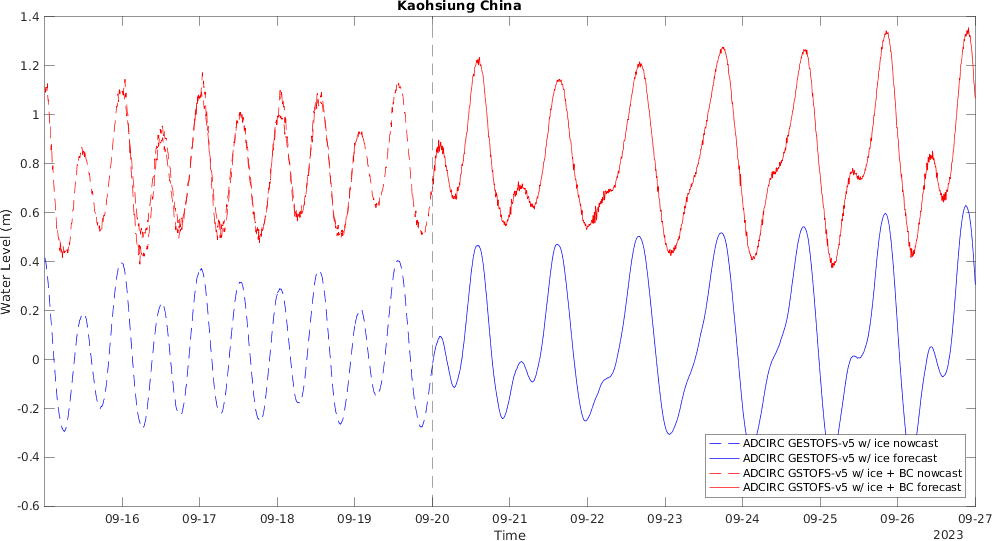 Kaohsiung China
1.4
1.2
1
0.8
0.6
0.4
0.2
0
-0.2
-0.4
-0.6
Water Level (m)
ADCIRC GESTOFS-v5 w/ ice nowcast
ADCIRC GESTOFS-v5 w/ ice forecast
ADCIRC GSTOFS-v5 w/ ice + BC nowcast
ADCIRC GSTOFS-v5 w/ ice + BC forecast
09-16 09-17 09-18 09-19 09-20 09-21 09-22 09-23 09-24 09-25 09-26 09-27
Time
2023